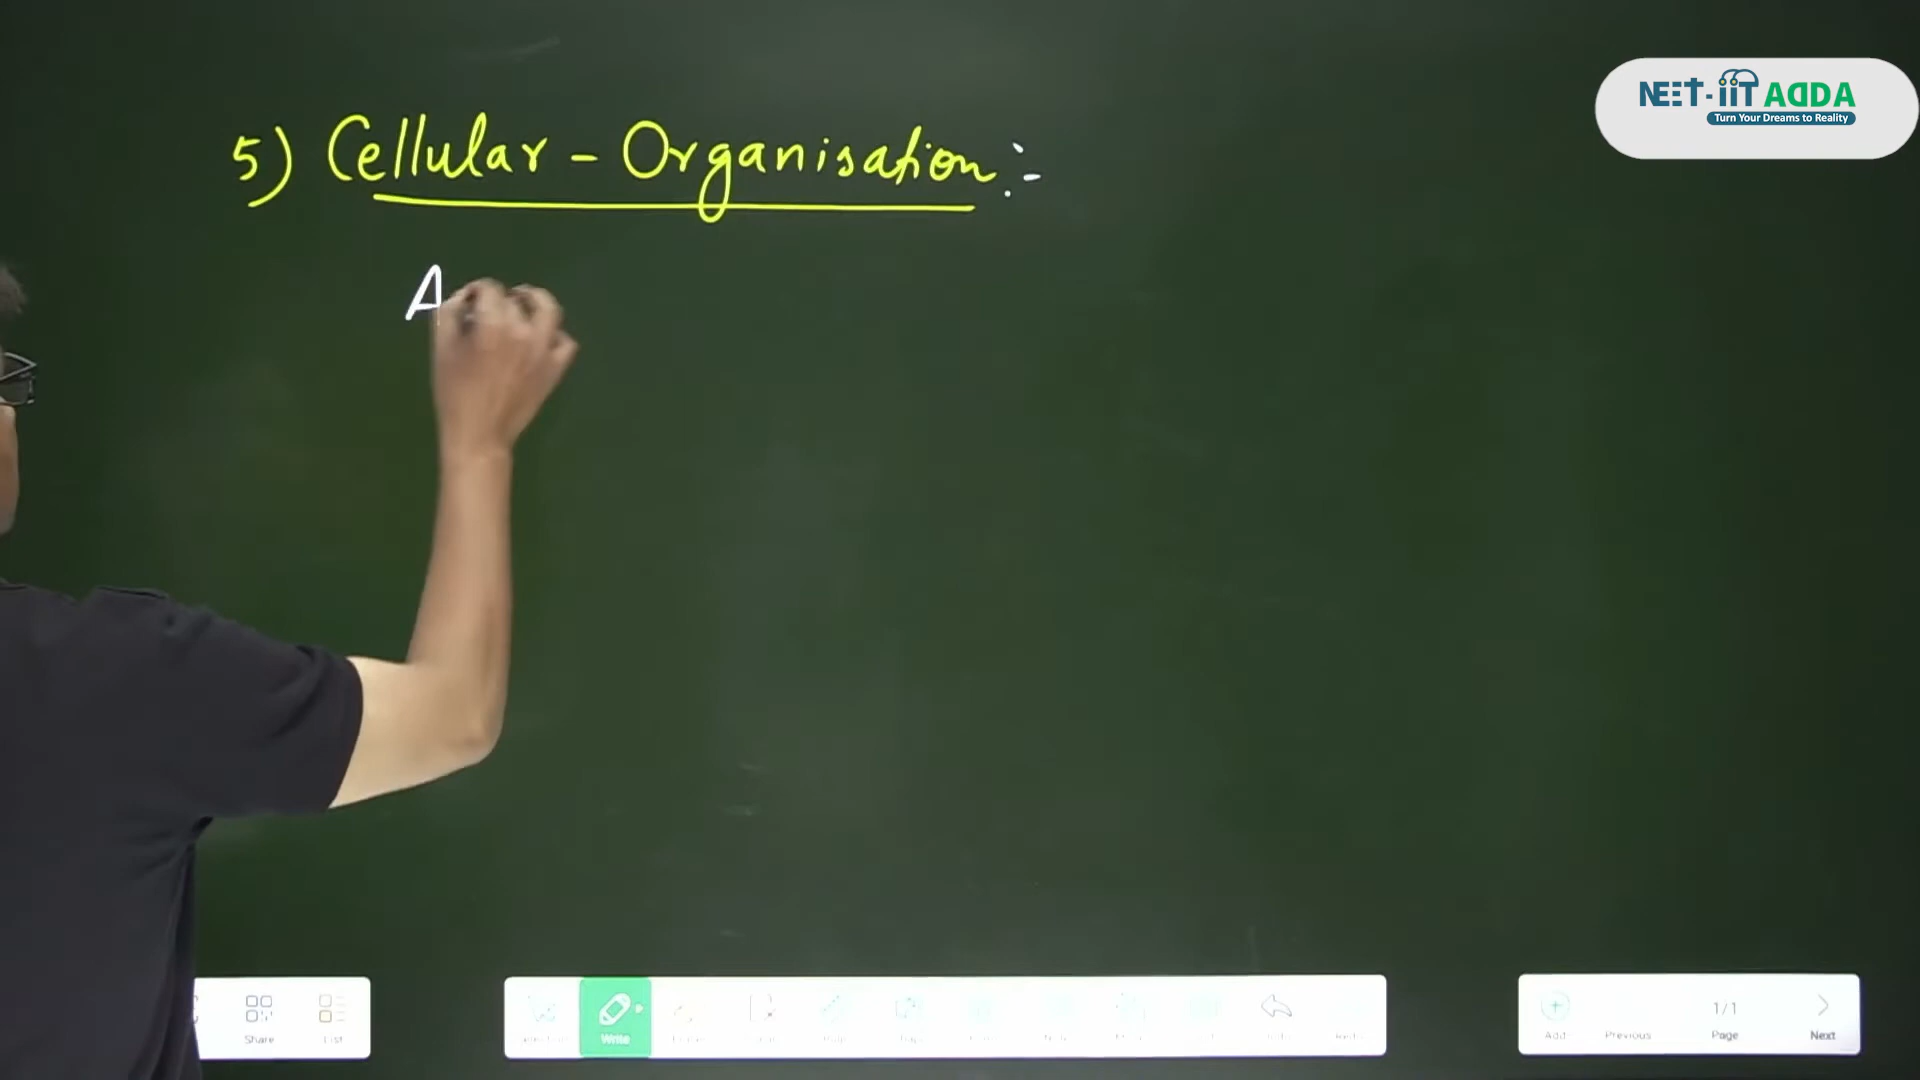 NEET-iiT ADDA
Turn Your Dreams to Reality
5) Cellular - Organisation :-
A
Share
List
Write
Add
Previous
1/1
Page
Next